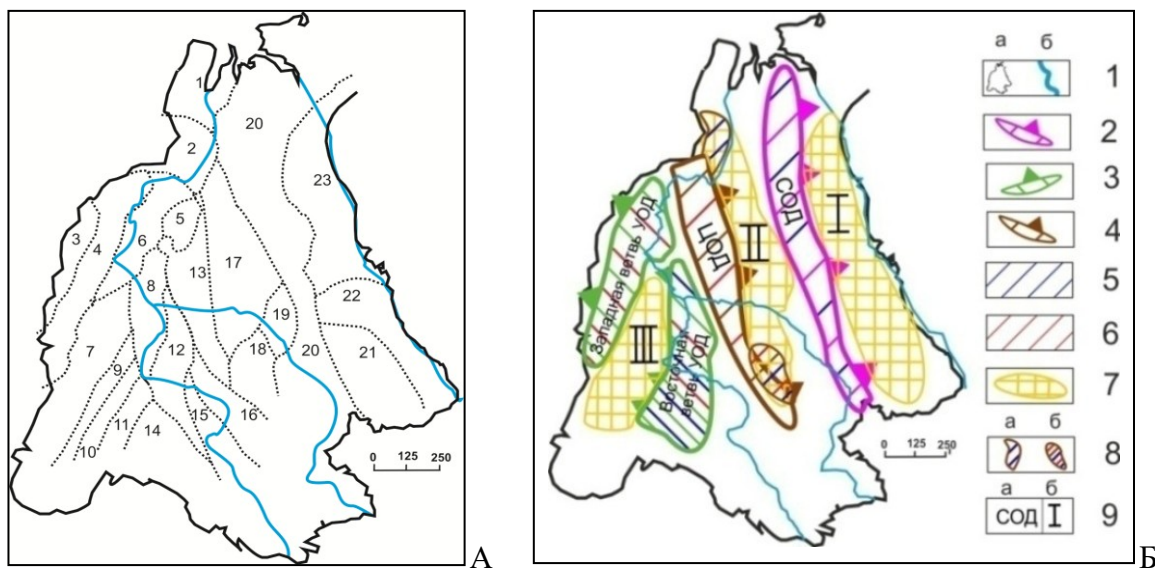 1
20
2
23
3
4
5
6
13
17
8
22
7
19
9
12
18
20
21
15
16
11
14
10
0 125 250
А
СОД
I
ЦОД
II
Западная ветвь УОД
III
Восточная
ветвь УОД
0 125 250
а б
1
2
3
4
5
6
7
а б
8
а б
СОД I
9
Б